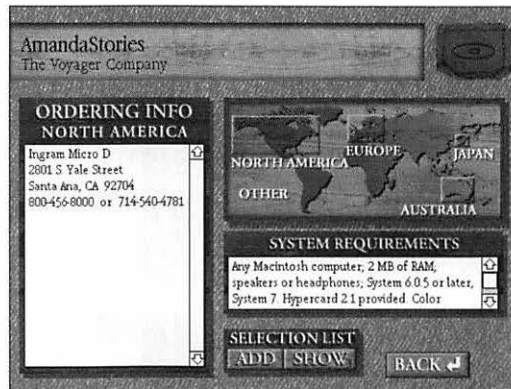 AmandaStories
The Voyager Company
ORDERING INFO
NORTH AMERICA
Ingram Micro D
2801 S. Yale Street
Santa Ana, CA 92704
800-456-8000 or 714-540-4781
NORTH AMERICA
EUROPE
JAPAN
OTHER
AUSTRALIA
SYSTEM REQUIREMENTS
Any Macintosh computer; 2 MB of RAM,
speakers or headphones; System 6.0.5 or later,
System 7. Hypercard 2.1 provided. Color
SELECTION LIST
ADD SHOW
BACK